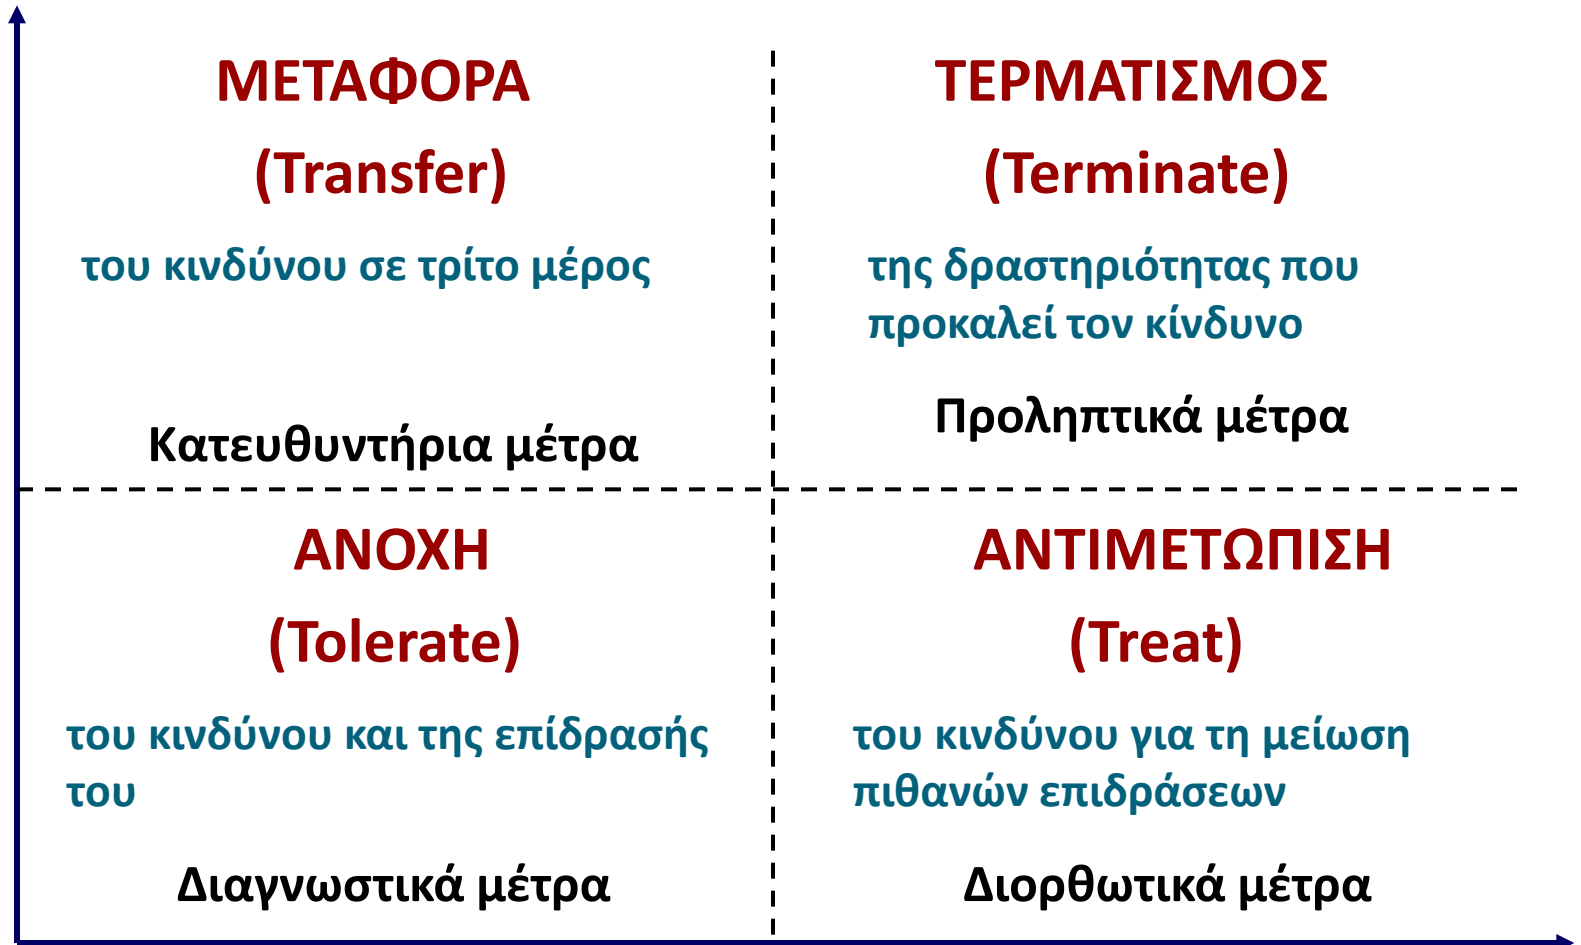 ΜΕΤΑΦΟΡΑ
(Transfer)
του κινδύνου σε τρίτο μέρος
Κατευθυντήρια μέτρα
ΤΕΡΜΑΤΙΣΜΟΣ
(Terminate)
της δραστηριότητας που
προκαλεί τον κίνδυνο
Προληπτικά μέτρα
ΑΝΟΧΗ
(Tolerate)
του κινδύνου και της επίδρασής
του
Διαγνωστικά μέτρα
ΑΝΤΙΜΕΤΩΠΙΣΗ
(Treat)
του κινδύνου για τη μείωση
πιθανών επιδράσεων
Διορθωτικά μέτρα